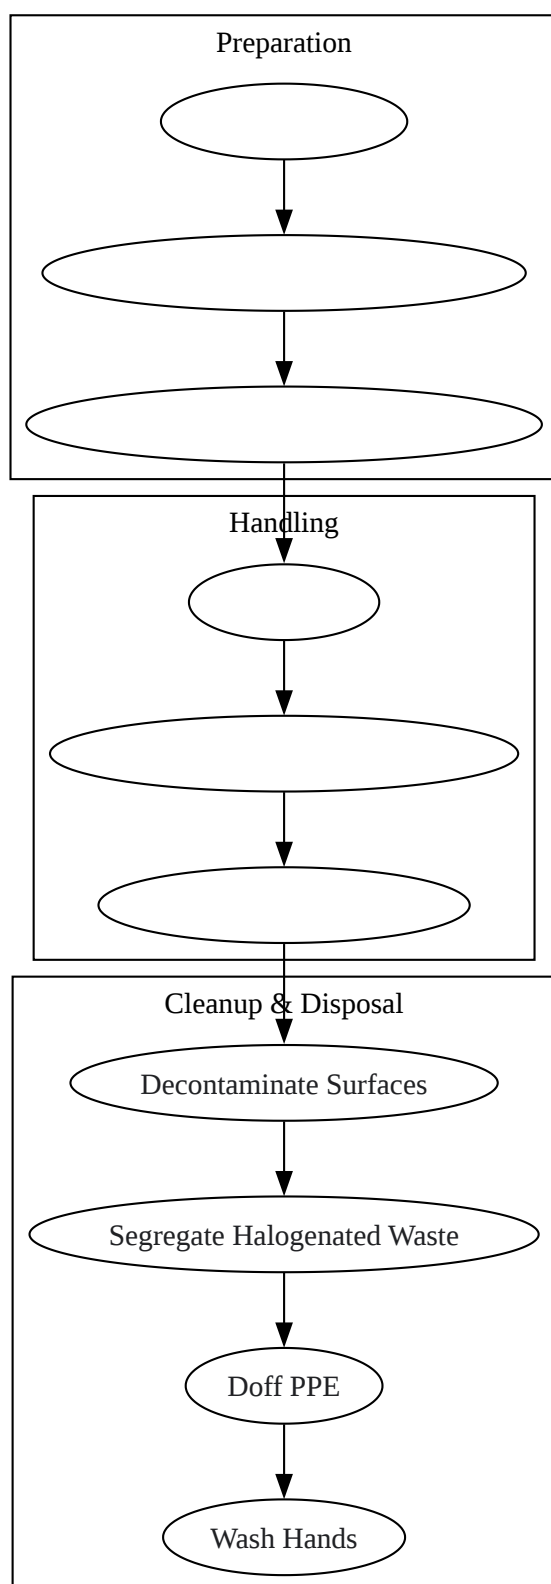 Preparation
Handling
Cleanup & Disposal
Decontaminate Surfaces
Segregate Halogenated Waste
Doff PPE
Wash Hands